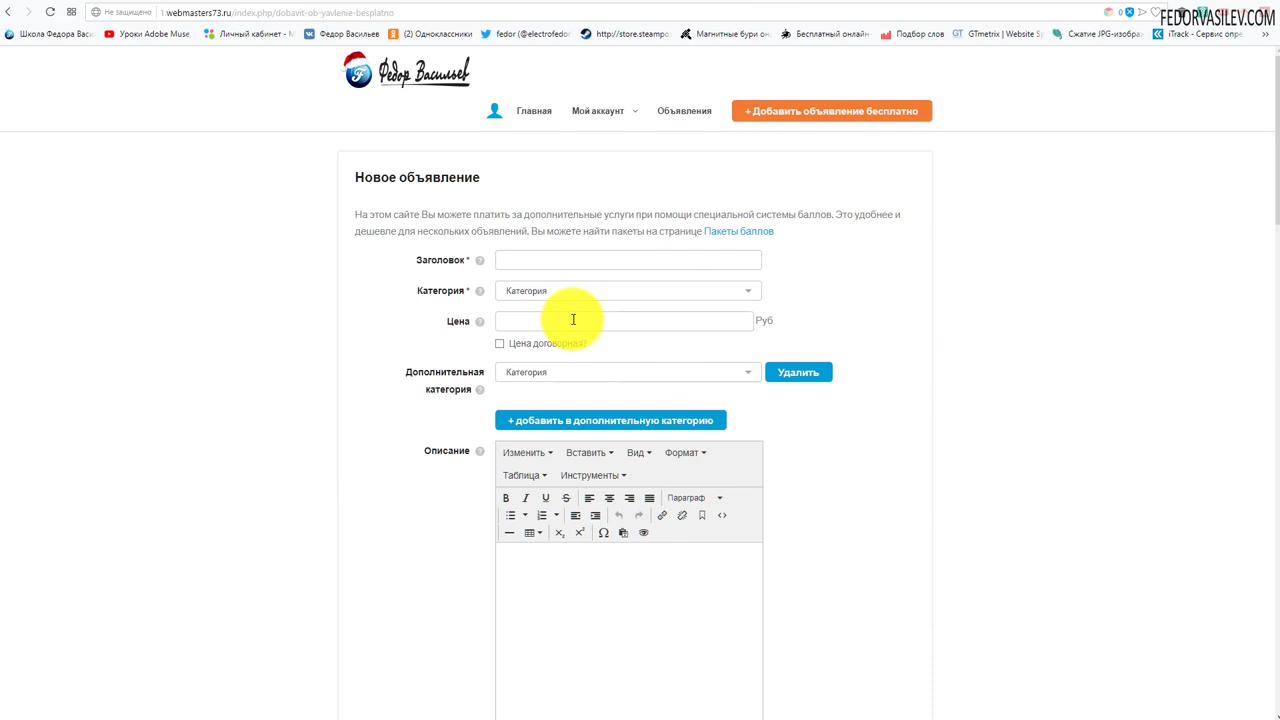 Не защищено
1.webmasters73.ru/index.php/dobavit-ob-yavlenie-besplatno
0
FEDORVASILEV.COM
Школа Федора Васи
Уроки Adobe Muse,
Личный кабинет - М
Федор Васильев
(2) Одноклассники
fedor (@electrofedor
http://store.steampo
Магнитные бури он
Бесплатный онлайн-
Подбор слов
GTmetrix | Website S
Сжатие JPG-изобра
iTrack - Сервис опре
Федор Васильев
Главная
Мой аккаунт
Объявления
+ Добавить объявление бесплатно
Новое объявление
На этом сайте Вы можете платить за дополнительные услуги при помощи специальной системы баллов. Это удобнее и
дешевле для нескольких объявлений. Вы можете найти пакеты на странице Пакеты баллов
Заголовок *
Категория *
Категория
Цена
Руб
Цена договорная?
Дополнительная
категория
Категория
Удалить
+ добавить в дополнительную категорию
Описание
Изменить
Вставить
Вид
Формат
Таблица
Инструменты
Параграф